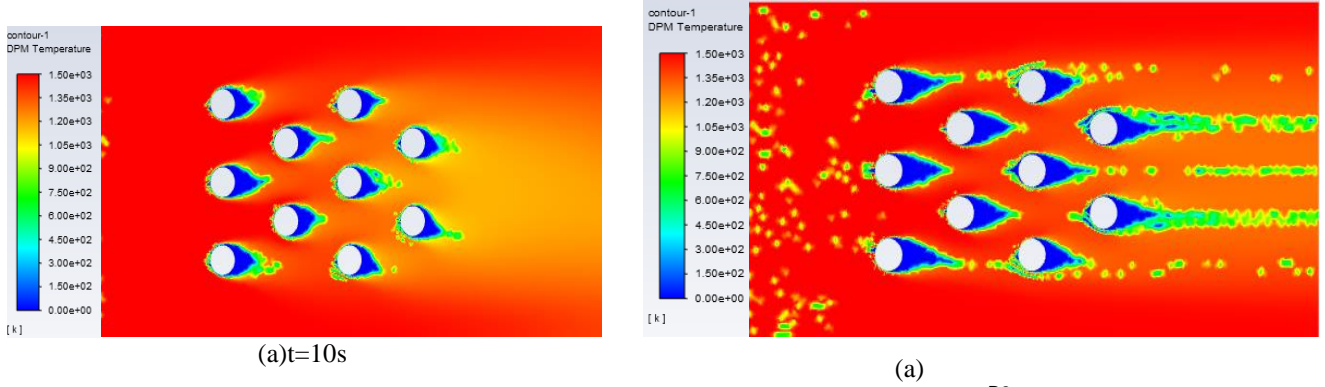 contour-1
DPM Temperature
1.50e+03
1.35e+03
1.20e+03
1.05e+03
9.00e+02
7.50e+02
6.00e+02
4.50e+02
3.00e+02
1.50e+02
0.00e+00
[ k ]
(a)t=10s
contour-1
DPM Temperature
1.50e+03
1.35e+03
1.20e+03
1.05e+03
9.00e+02
7.50e+02
6.00e+02
4.50e+02
3.00e+02
1.50e+02
0.00e+00
[ k ]
(a)